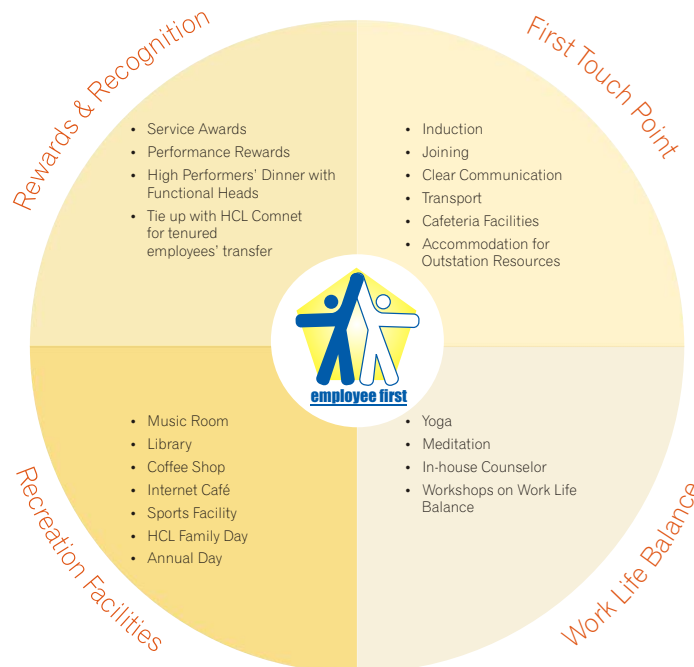 Rewards & Recognition
• Service Awards
• Performance Rewards
• High Performers' Dinner with
Functional Heads
• Tie up with HCL Comnet
for tenured
employees' transfer
First Touch Point
• Induction
• Joining
• Clear Communication
• Transport
• Cafeteria Facilities
• Accommodation for
Outstation Resources
employee first
Recreation Facilities
• Music Room
• Library
• Coffee Shop
• Internet Café
• Sports Facility
• HCL Family Day
• Annual Day
Work Life Balance
• Yoga
• Meditation
• In-house Counselor
• Workshops on Work Life
Balance